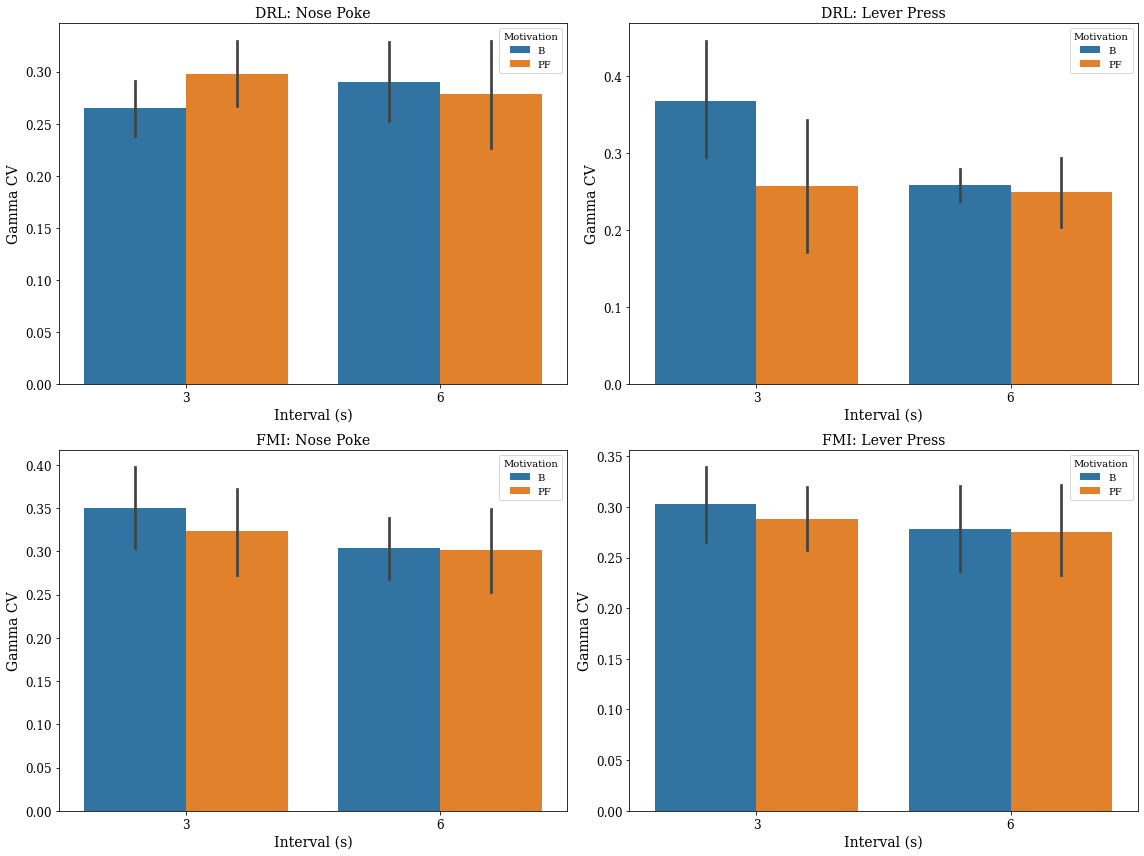 DRL: Nose Poke
Gamma CV
0.30
0.25
0.20
0.15
0.10
0.05
0.00
3
6
Interval (s)
Motivation
B
PF
DRL: Lever Press
Gamma CV
0.4
0.3
0.2
0.1
0.0
3
6
Interval (s)
Motivation
B
PF
FMI: Nose Poke
Gamma CV
0.40
0.35
0.30
0.25
0.20
0.15
0.10
0.05
0.00
3
6
Interval (s)
Motivation
B
PF
FMI: Lever Press
Gamma CV
0.35
0.30
0.25
0.20
0.15
0.10
0.05
0.00
3
6
Interval (s)
Motivation
B
PF